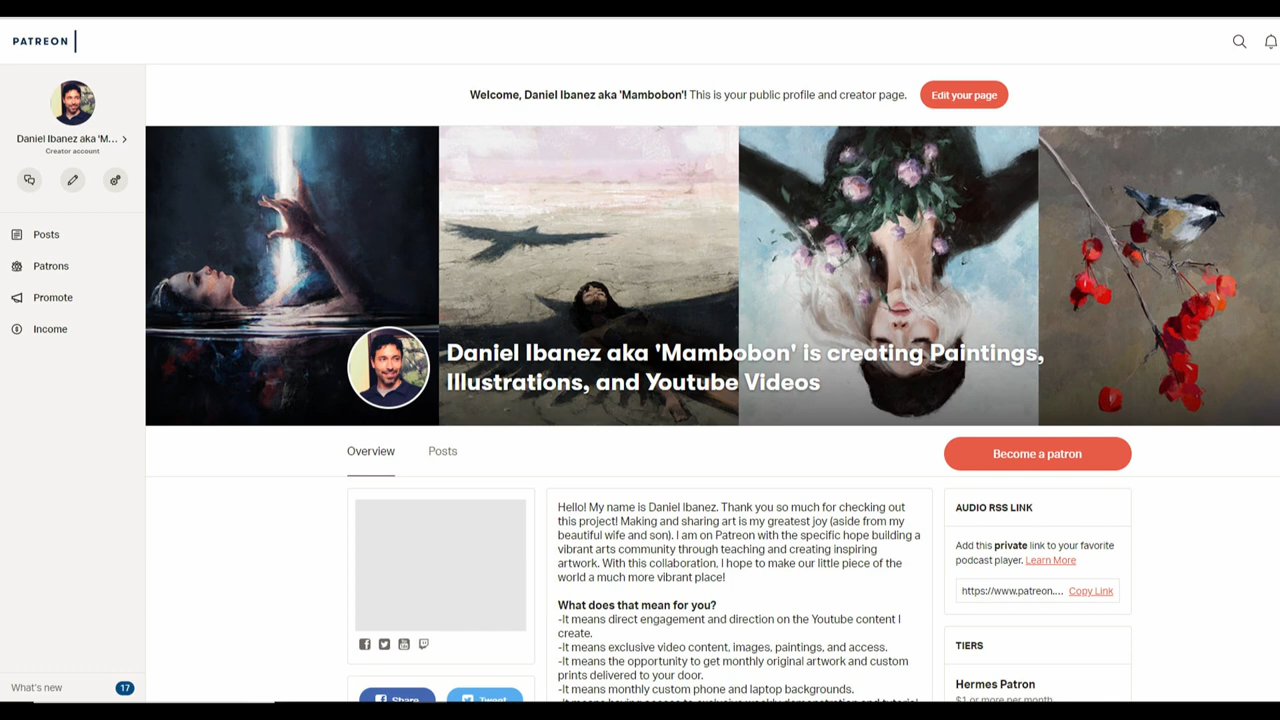 PATREON
Welcome, Daniel Ibanez aka 'Mambobon'! This is your public profile and creator page.
Edit your page
Daniel Ibanez aka 'M...
Creator account
Posts
Patrons
Promote
Income
What's new
17
Daniel Ibanez aka 'Mambobon' is creating Paintings,
Illustrations, and Youtube Videos
Overview
Posts
Become a patron
Share
Tweet
Hello! My name is Daniel Ibanez. Thank you so much for checking out
this project! Making and sharing art is my greatest joy (aside from my
beautiful wife and son). I am on Patreon with the specific hope building a
vibrant arts community through teaching and creating inspiring
artwork. With this collaboration, I hope to make our little piece of the
world a much more vibrant place!
What does that mean for you?
-It means direct engagement and direction on the Youtube content I
create.
-It means exclusive video content, images, paintings, and access.
-It means the opportunity to get monthly original artwork and custom
prints delivered to your door.
-It means monthly custom phone and laptop backgrounds.
AUDIO RSS LINK
Add this private link to your favorite
podcast player. Learn More
https://www.patreon.... Copy Link
TIERS
Hermes Patron
$1 or more per month